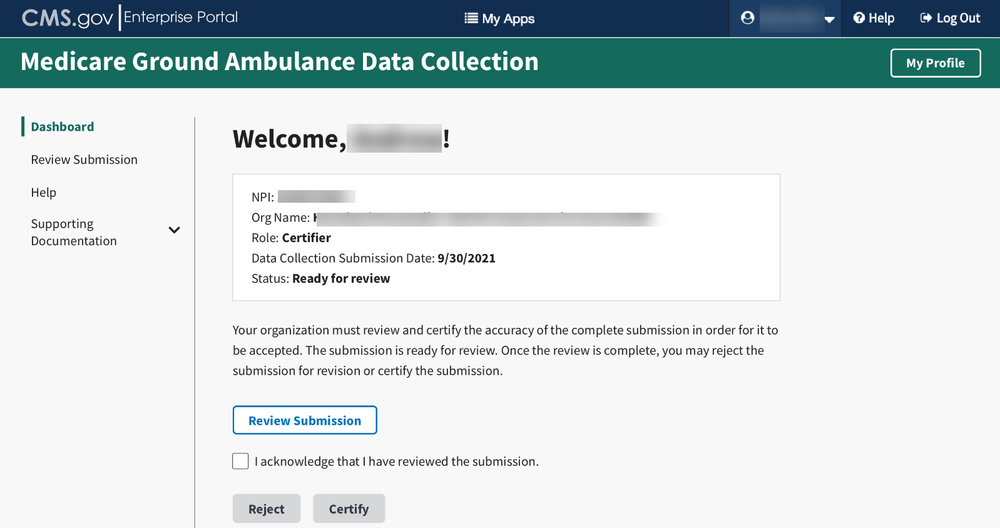 CMS.gov Enterprise Portal
My Apps
Help
Log Out
Medicare Ground Ambulance Data Collection
My Profile
Dashboard
Review Submission
Help
Supporting
Documentation
Welcome, !
NPI:
Org Name:
Role: Certifier
Data Collection Submission Date: 9/30/2021
Status: Ready for review
Your organization must review and certify the accuracy of the complete submission in order for it to
be accepted. The submission is ready for review. Once the review is complete, you may reject the
submission for revision or certify the submission.
Review Submission
I acknowledge that I have reviewed the submission.
Reject
Certify